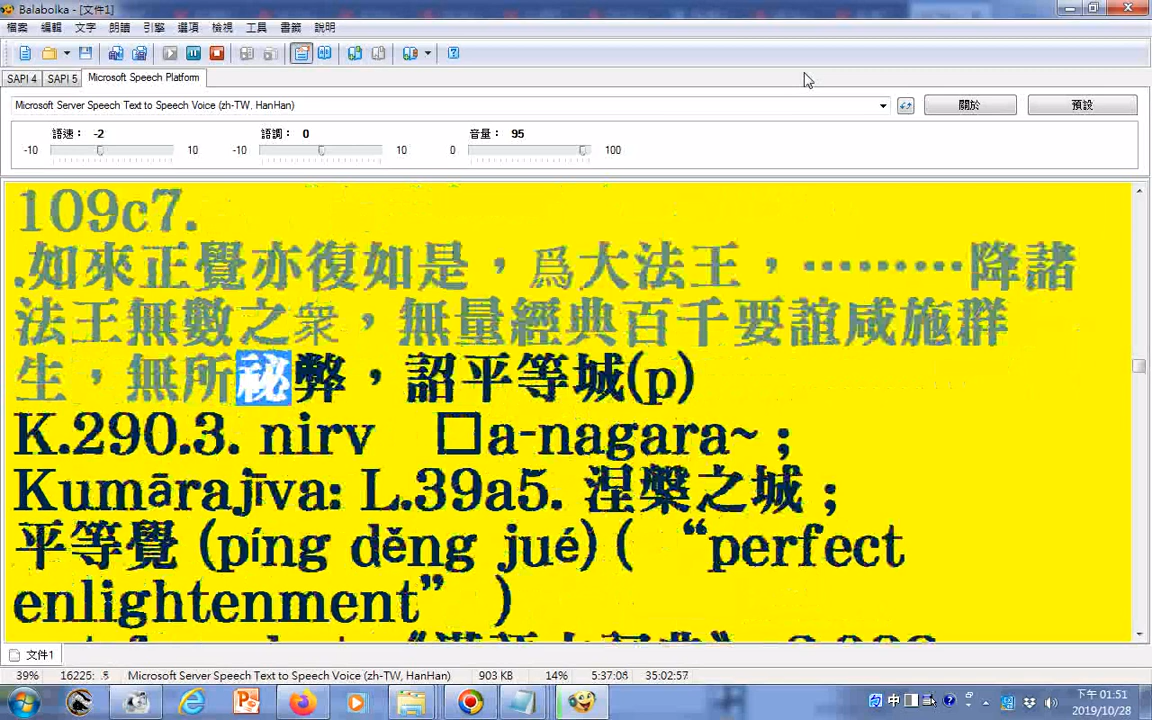 Balabolka - [文件1]
檔案 編輯 文字 朗讀 引擎 選項 檢視 工具 書籤 說明
SAPI 4 SAPI 5 Microsoft Speech Platform
Microsoft Server Speech Text to Speech Voice (zh-TW, HanHan) 關於 預設
語速： -2 語調： 0 音量： 95
-10 10 -10 10 0 100
109c7.
.如來正覺亦復如是，爲大法王，………降諸
法王無數之衆，無量經典百千要誼咸施群
生，無所祕弊，詔平等城(p)
K.290.3. nirv □a-nagara~；
Kumārajīva: L.39a5. 涅槃之城；
平等覺 (píng děng jué) ( “perfect
enlightenment” )
文件1
39% 16225: .5 Microsoft Server Speech Text to Speech Voice (zh-TW, HanHan) 903 KB 14% 5:37:06 35:02:57
中 下午 01:51
2019/10/28